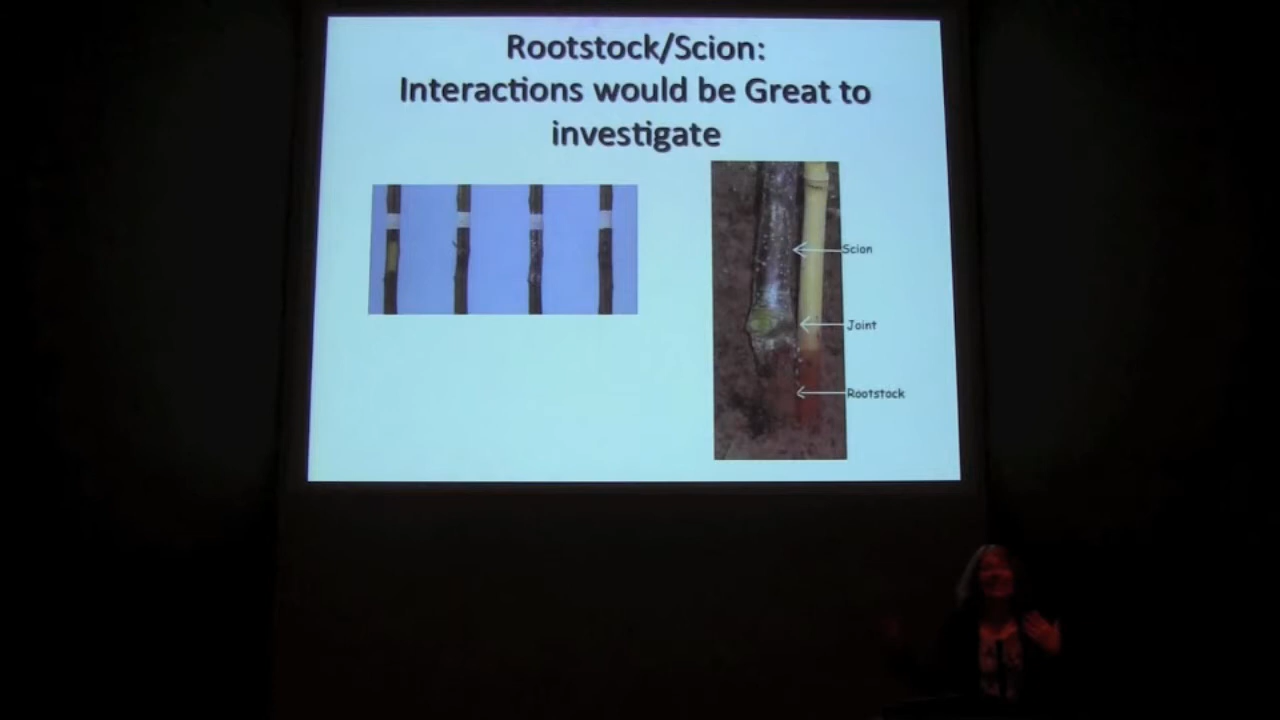 Rootstock/Scion:
Interactions would be Great to
investigate
Scion
Joint
Rootstock